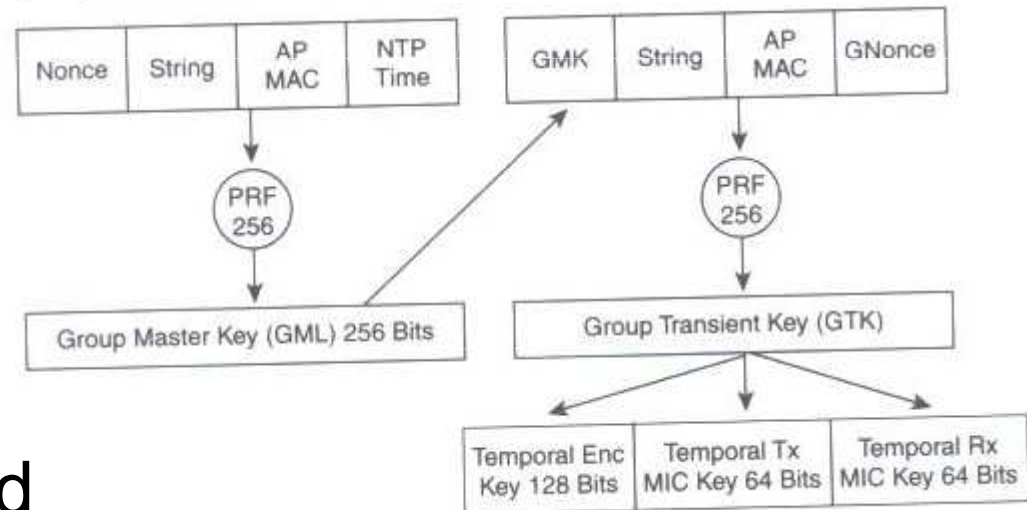 Nonce
String
AP
MAC
NTP
Time
GMK
String
AP
MAC
GNonce
PRF
256
PRF
256
Group Master Key (GML) 256 Bits
Group Transient Key (GTK)
Temporal Enc
Key 128 Bits
Temporal Tx
MIC Key 64 Bits
Temporal Rx
MIC Key 64 Bits
d